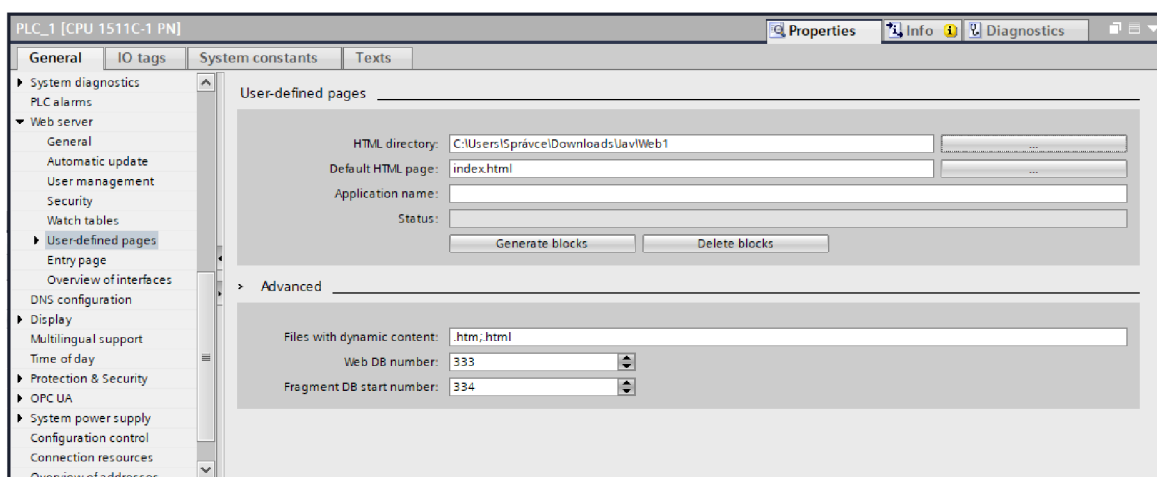 PLC_1 [CPU 1511C-1 PN]
Properties
Info
Diagnostics
General
IO tags
System constants
Texts
System diagnostics
PLC alarms
Web server
General
Automatic update
User management
Security
Watch tables
User-defined pages
Entry page
Overview of interfaces
DNS configuration
Display
Multilingual support
Time of day
Protection & Security
OPC UA
System power supply
Configuration control
Connection resources
Overview of addresses
User-defined pages
HTML directory: C:\Users\Správce\Downloads\Jav\Web1 ...
Default HTML page: index.html ...
Application name:
Status:
Generate blocks Delete blocks
Advanced
Files with dynamic content: .htm;.html
Web DB number: 333
Fragment DB start number: 334